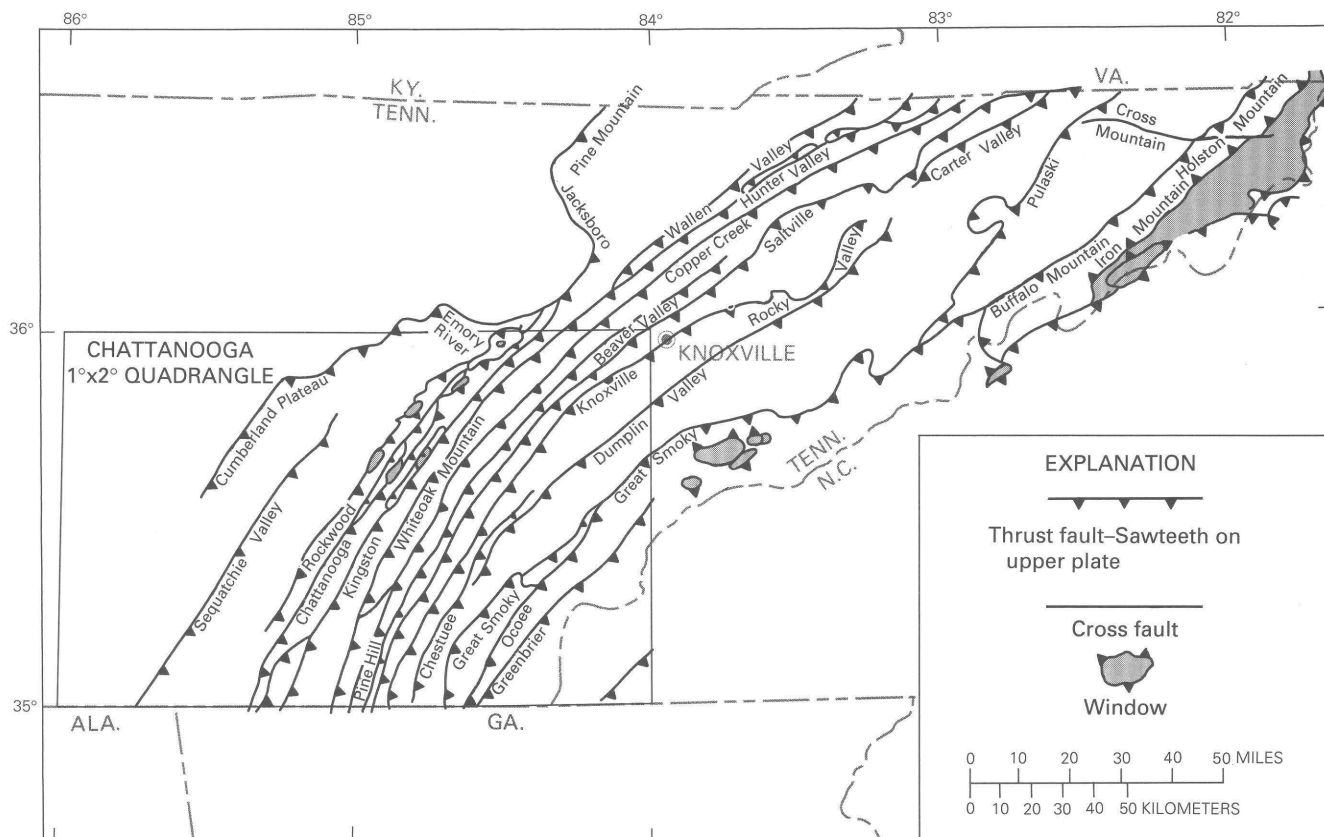 86°
85°
84°
83°
82°
KY.
TENN.
VA.
Pine Mountain
Jacksboro
Wallen Valley
Hunter Valley
Copper Creek
Saltville
Carter Valley
Pulaski
Cross
Mountain
Holston Mountain
Iron Mountain
Buffalo Mountain
Rocky Valley
36°
CHATTANOOGA
1°x2° QUADRANGLE
Emory
River
Cumberland Plateau
Beaver Valley
KNOXVILLE
Knoxville
Dumplin Valley
Great Smoky
TENN.
N.C.
Sequatchie Valley
Rockwood
Chattanooga
Kingston
Whiteoak Mountain
Pine Hill
Chestuee
Great Smoky
Ocoee
Greenbrier
35°
ALA.
GA.
EXPLANATION
Thrust fault–Sawteeth on
upper plate
Cross fault
Window
0 10 20 30 40 50 MILES
0 10 20 30 40 50 KILOMETERS